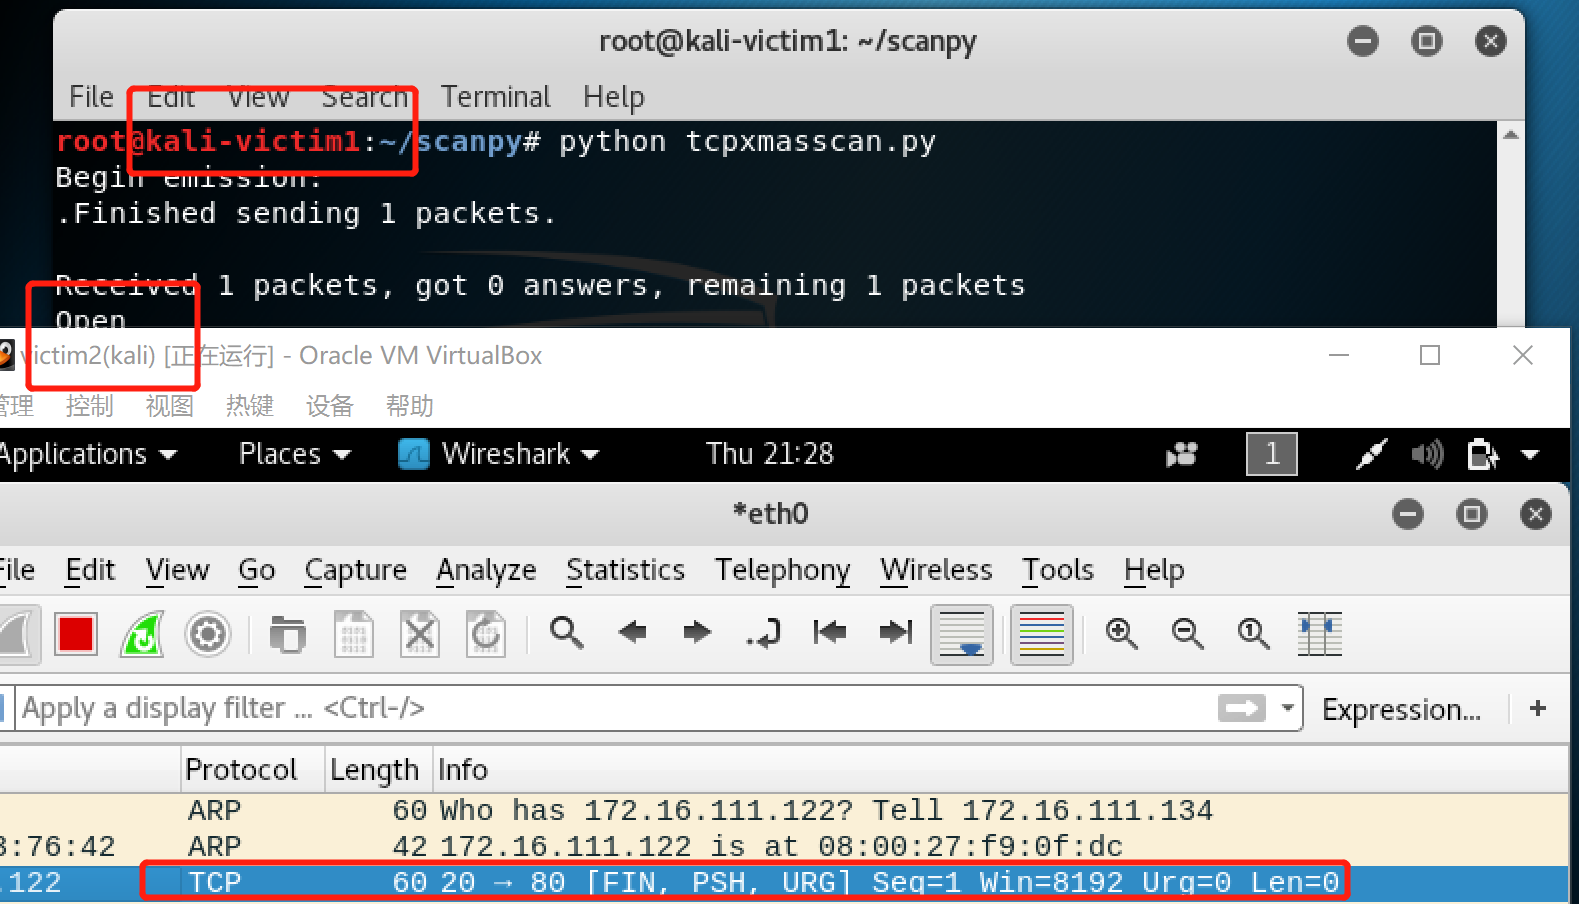 root@kali-victim1: ~/scanpy
File Edit View Search Terminal Help
root@kali-victim1:~/scanpy# python tcpxmasscan.py
Begin emission:
.Finished sending 1 packets.
Received 1 packets, got 0 answers, remaining 1 packets
Open
victim2(kali) [正在运行] - Oracle VM VirtualBox
管理 控制 视图 热键 设备 帮助
Applications Places Wireshark Thu 21:28 1
*eth0
File Edit View Go Capture Analyze Statistics Telephony Wireless Tools Help
Apply a display filter ... <Ctrl-/> Expression... +
Protocol Length Info
ARP 60 Who has 172.16.111.122? Tell 172.16.111.134
:76:42 ARP 42 172.16.111.122 is at 08:00:27:f9:0f:dc
.122 TCP 60 20 → 80 [FIN, PSH, URG] Seq=1 Win=8192 Urg=0 Len=0